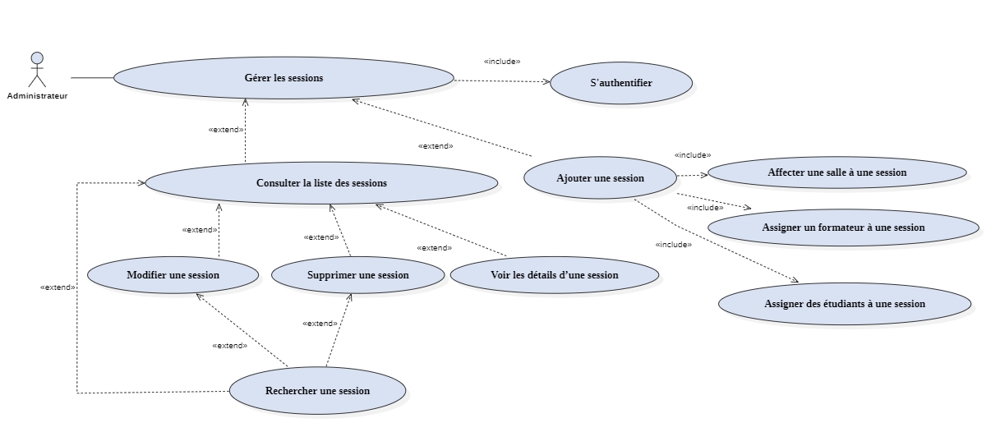 «include»
Gérer les sessions
S'authentifier
Administrateur
«extend»
«extend»
«include»
Consulter la liste des sessions
Ajouter une session
Affecter une salle à une session
«include»
«extend»
«extend»
«extend»
Assigner un formateur à une session
«include»
Modifier une session
Supprimer une session
Voir les détails d’une session
«extend»
Assigner des étudiants à une session
«extend»
«extend»
Rechercher une session